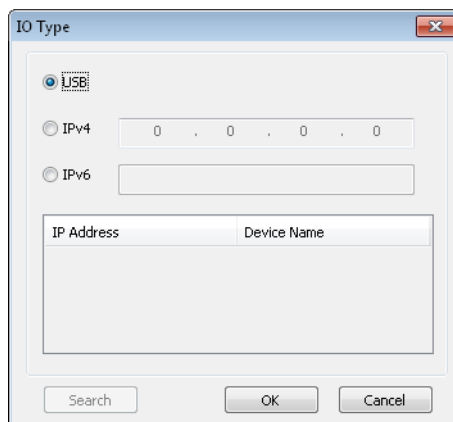 IO Type
USB
IPv4 0 . 0 . 0 . 0
IPv6
IP Address Device Name
Search OK Cancel